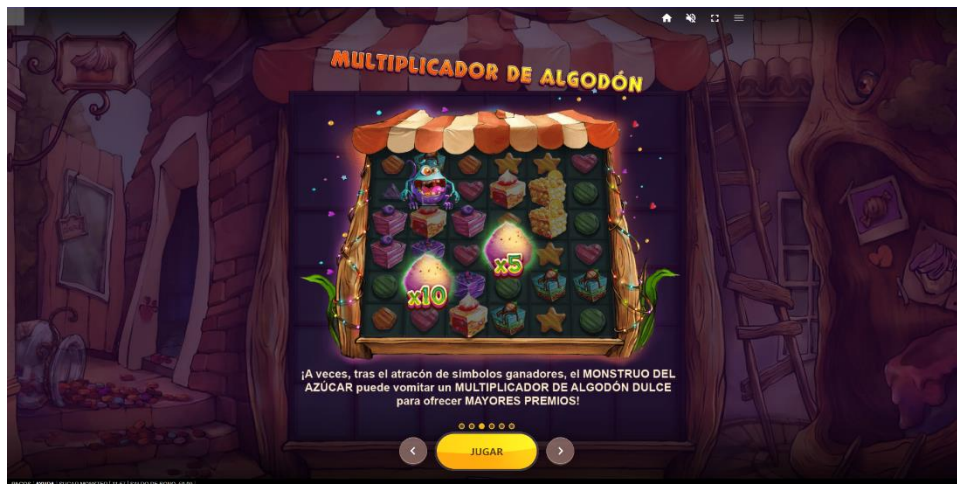 MULTIPLICADOR DE ALGODÓN
x5
x10
¡A veces, tras el atracón de símbolos ganadores, el MONSTRUO DEL
AZÚCAR puede vomitar un MULTIPLICADOR DE ALGODÓN DULCE
para ofrecer MAYORES PREMIOS!
JUGAR